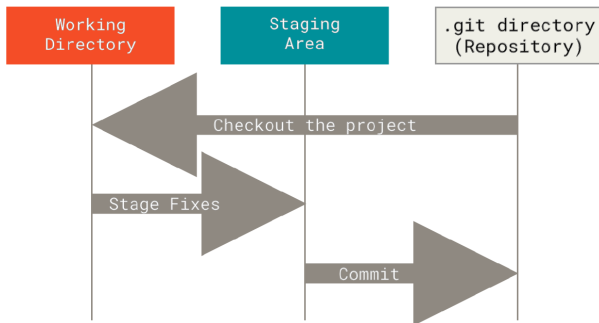 Working
Directory
Staging
Area
.git directory
(Repository)
Checkout the project
Stage Fixes
Commit